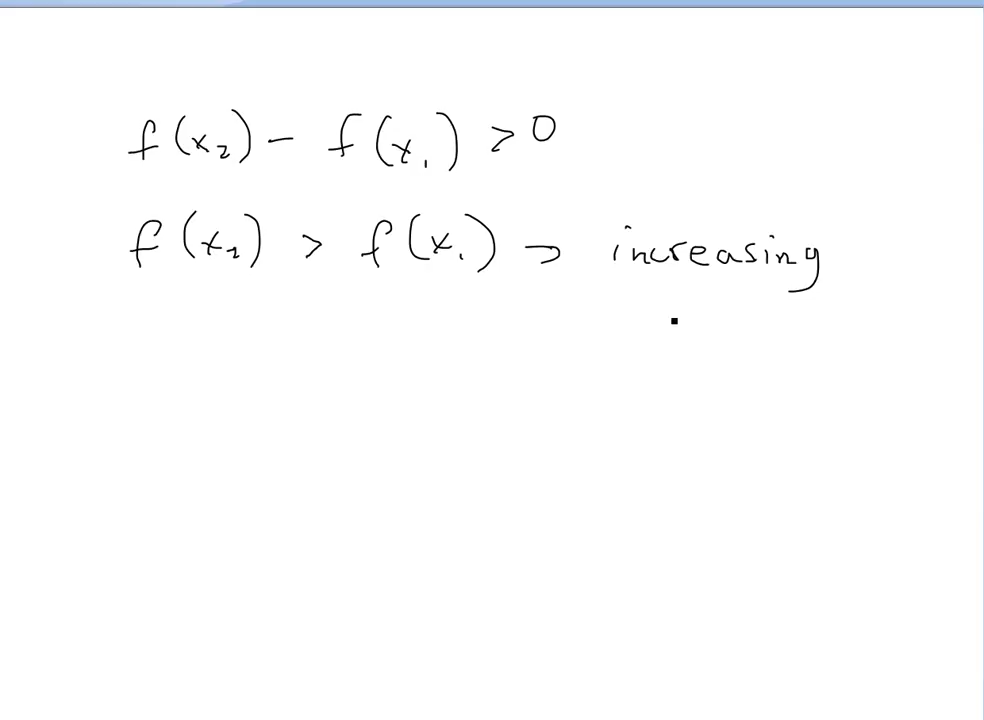 f(x₂) - f(x₁) > 0
f(x₂) > f(x₁) → increasing